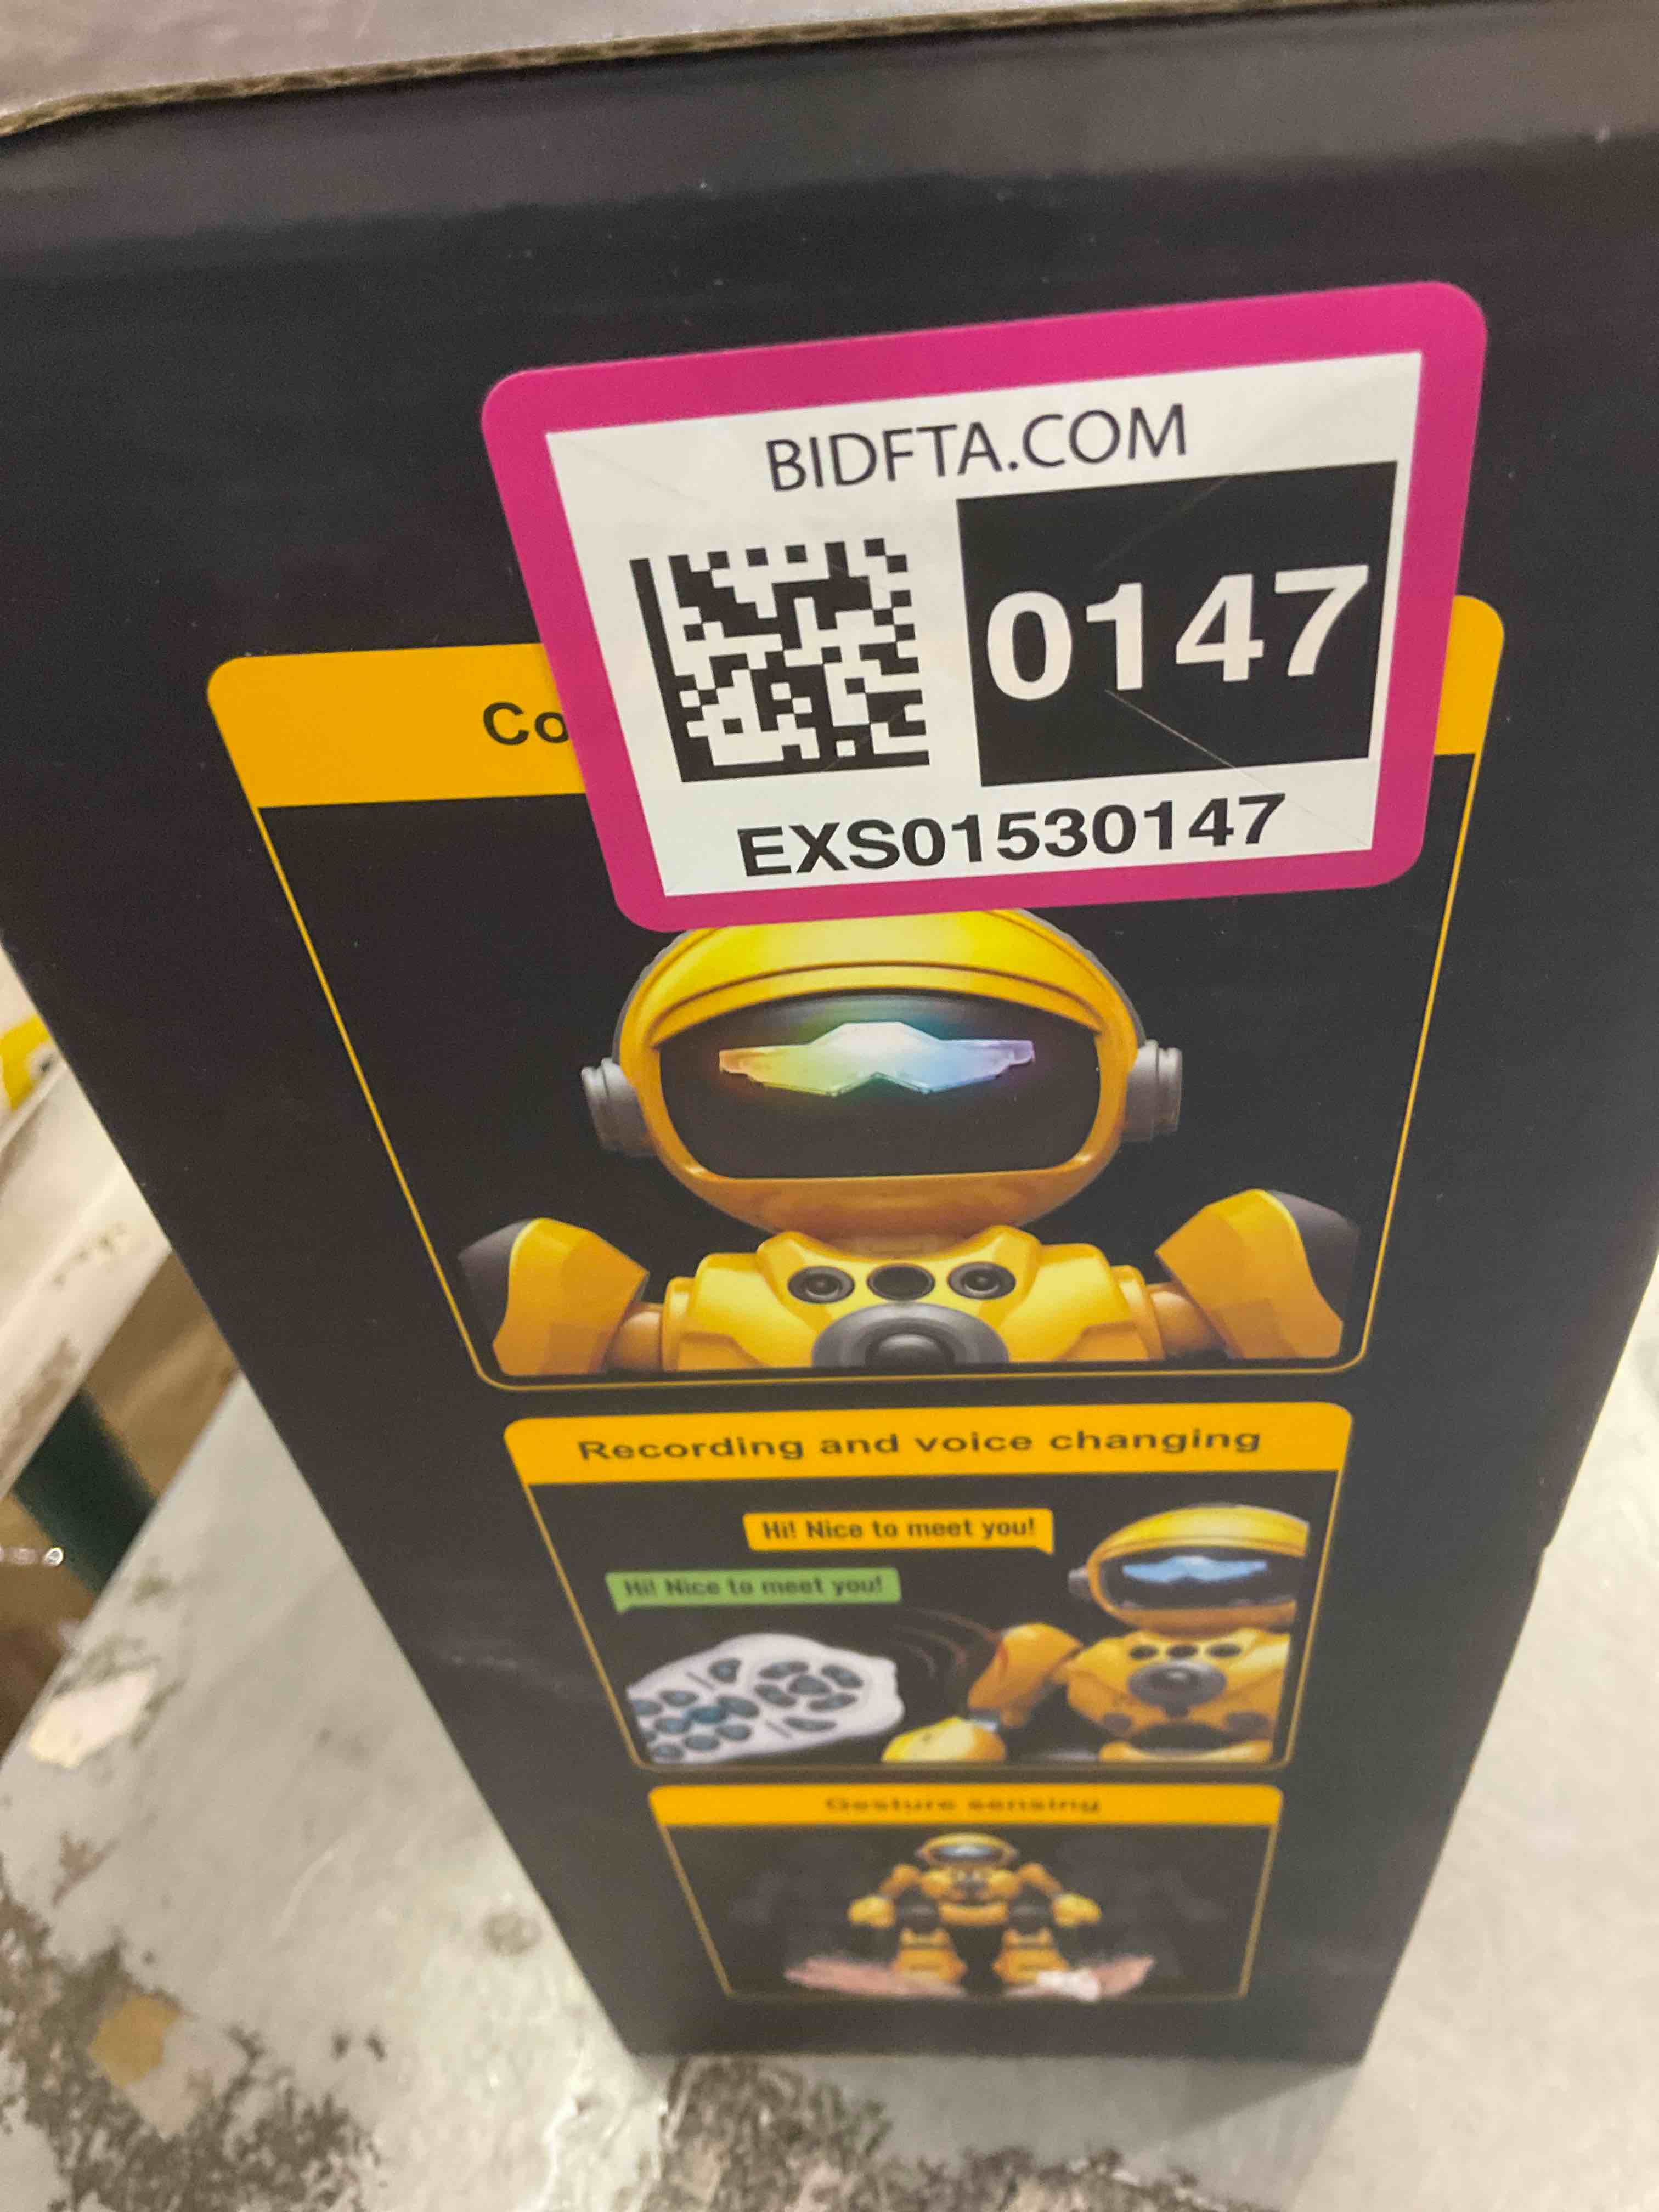 BIDFTA.COM
0147
EXS01530147
Co
Recording and voice changing
Hi! Nice to meet you!
Hi! Nice to meet you!
Gesture sensing